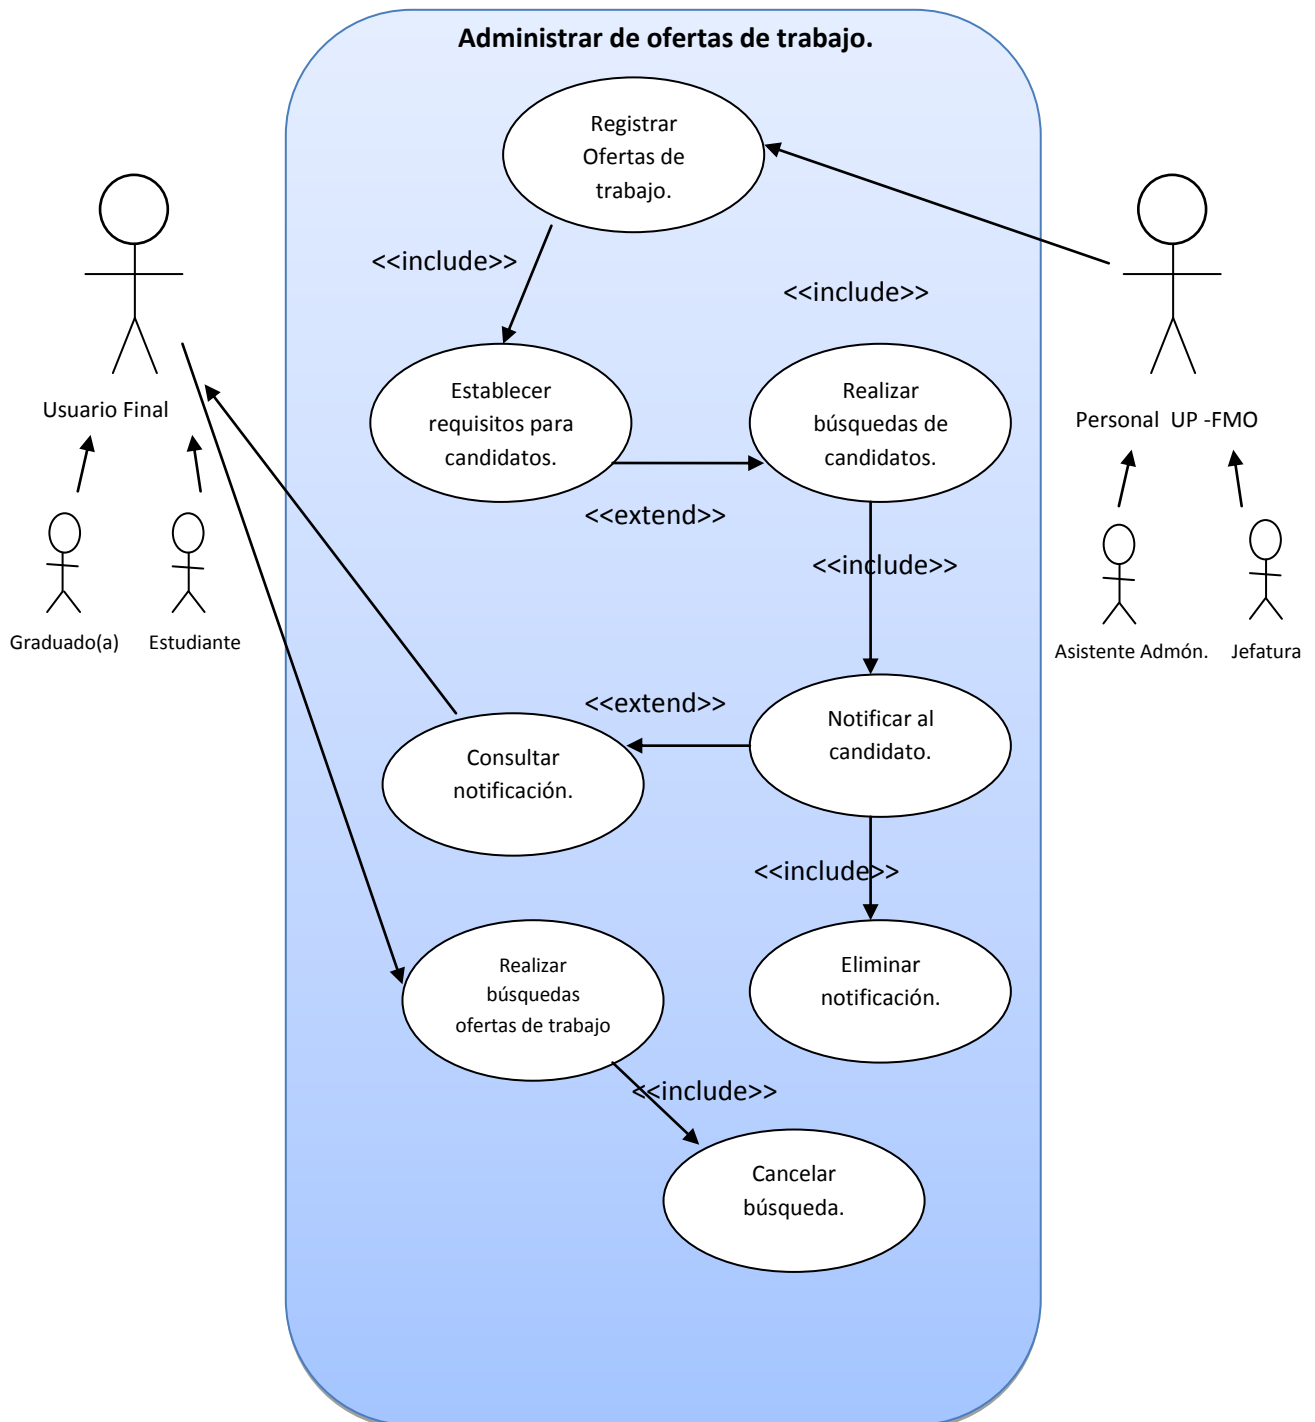 Administrar de ofertas de trabajo.
Registrar
Ofertas de
trabajo.
<<include>>
<<include>>
Establecer
requisitos para
candidatos.
Realizar
búsquedas de
candidatos.
Usuario Final
Personal  UP -FMO
<<extend>>
<<include>>
Graduado(a)
Estudiante
Asistente Admón.
Jefatura
<<extend>>
Notificar al
candidato.
Consultar
notificación.
<<include>>
Realizar
búsquedas
ofertas de trabajo
Eliminar
notificación.
<<include>>
Cancelar
búsqueda.